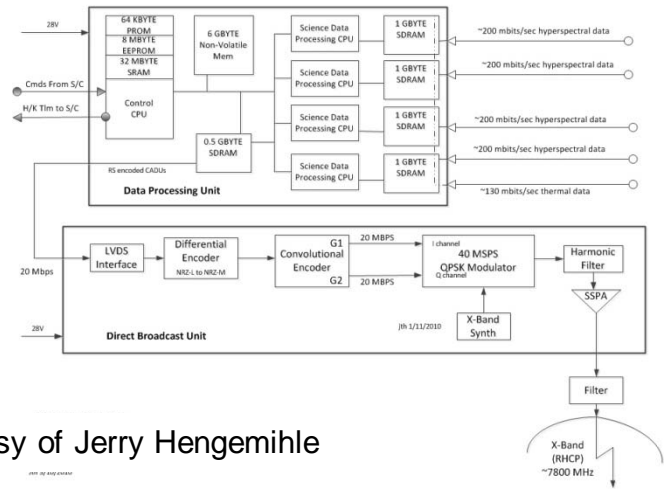 28V
64 KBYTE
PROM
8 MBYTE
EEPROM
32 MBYTE
SRAM
Control
CPU
Cmds From S/C
H/K Tlm to S/C
6 GBYTE
Non-Volatile
Mem
0.5 GBYTE
SDRAM
RS encoded CADUs
Data Processing Unit
Science Data
Processing CPU
1 GBYTE
SDRAM
~200 mbits/sec hyperspectral data
Science Data
Processing CPU
1 GBYTE
SDRAM
~200 mbits/sec hyperspectral data
Science Data
Processing CPU
1 GBYTE
SDRAM
~200 mbits/sec hyperspectral data
~200 mbits/sec hyperspectral data
Science Data
Processing CPU
1 GBYTE
SDRAM
~130 mbits/sec thermal data
20 Mbps
LVDS
Interface
Differential
Encoder
NRZ-L to NRZ-M
G1
Convolutional
Encoder
G2
20 MBPS
20 MBPS
I channel
40 MSPS
QPSK Modulator
Q channel
Harmonic
Filter
SSPA
jth 1/11/2010
X-Band
Synth
28V
Direct Broadcast Unit
Filter
X-Band
(RHCP)
~7800 MHz
sy of Jerry Hengemihle